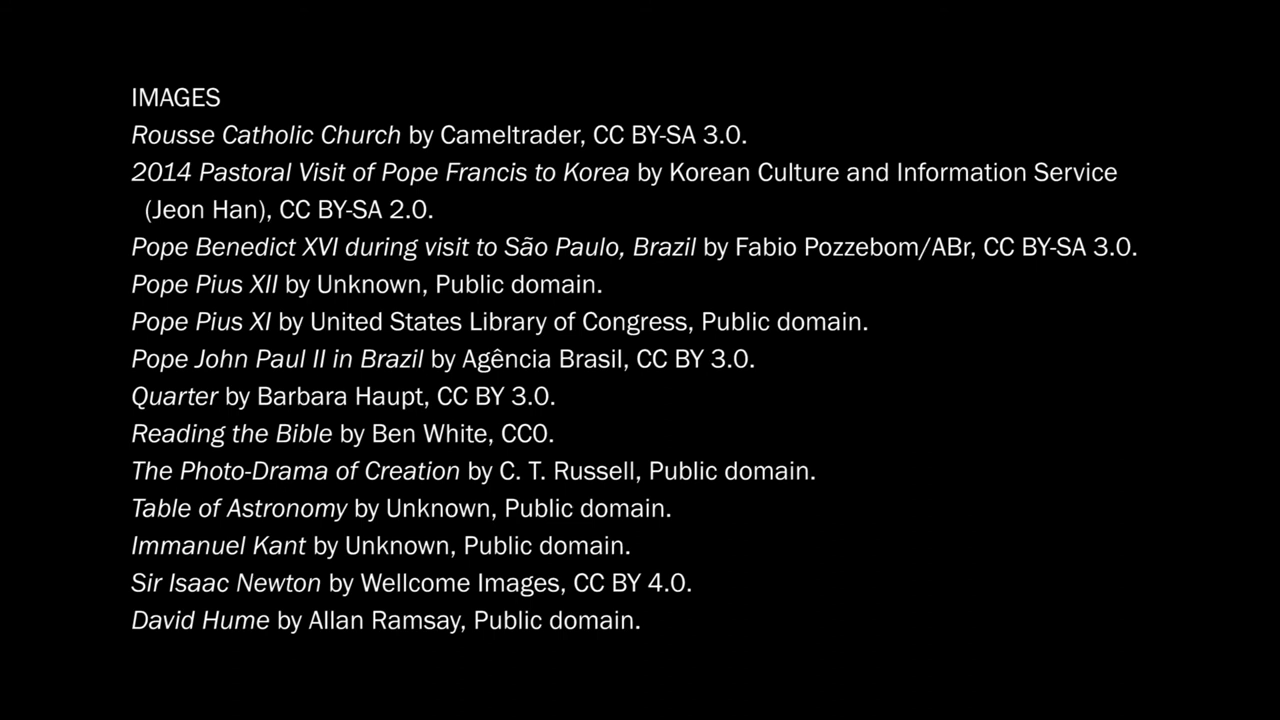 IMAGES
Rousse Catholic Church by Cameltrader, CC BY-SA 3.0.
2014 Pastoral Visit of Pope Francis to Korea by Korean Culture and Information Service
(Jeon Han), CC BY-SA 2.0.
Pope Benedict XVI during visit to São Paulo, Brazil by Fabio Pozzebom/ABr, CC BY-SA 3.0.
Pope Pius XII by Unknown, Public domain.
Pope Pius XI by United States Library of Congress, Public domain.
Pope John Paul II in Brazil by Agência Brasil, CC BY 3.0.
Quarter by Barbara Haupt, CC BY 3.0.
Reading the Bible by Ben White, CC0.
The Photo-Drama of Creation by C. T. Russell, Public domain.
Table of Astronomy by Unknown, Public domain.
Immanuel Kant by Unknown, Public domain.
Sir Isaac Newton by Wellcome Images, CC BY 4.0.
David Hume by Allan Ramsay, Public domain.